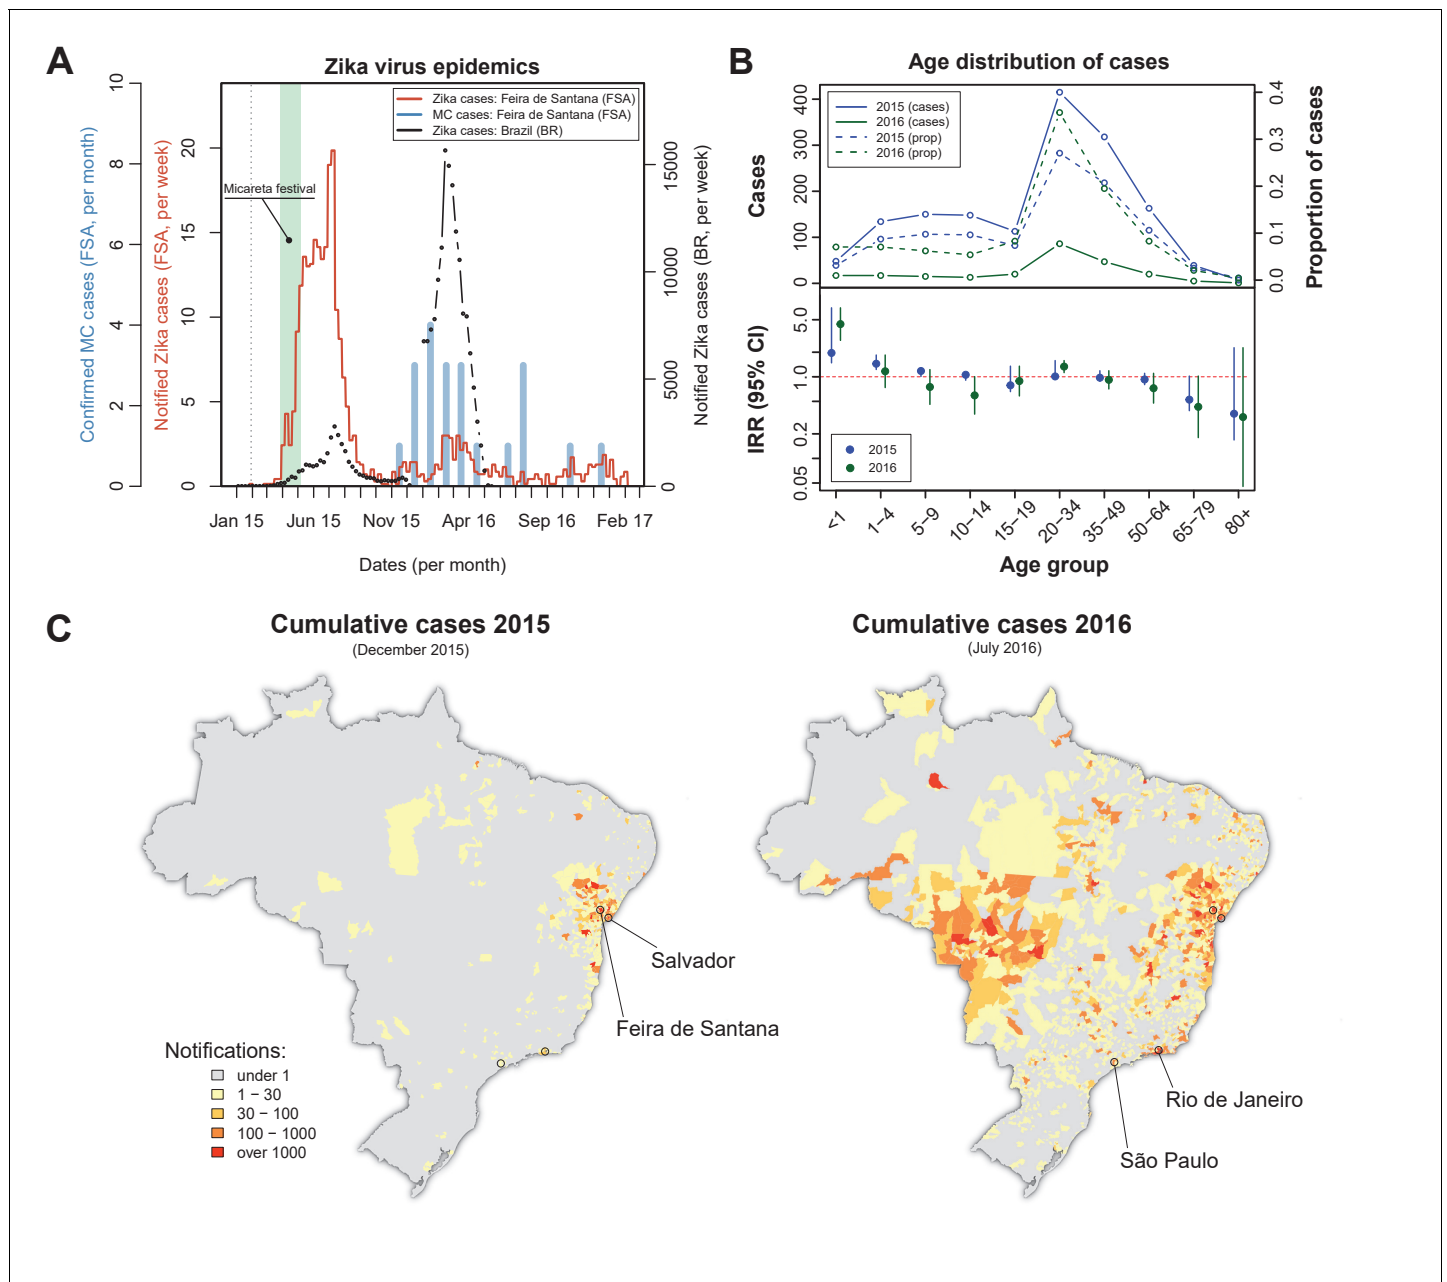 A
Zika virus epidemics
Zika cases: Feira de Santana (FSA)
MC cases: Feira de Santana (FSA)
Zika cases: Brazil (BR)
Micareta festival
Confirmed MC cases (FSA, per month)
0
2
4
6
8
10
Notified Zika cases (FSA, per week)
0
5
10
15
20
Notified Zika cases (BR, per week)
0
5000
10000
15000
Jan 15
Jun 15
Nov 15
Apr 16
Sep 16
Feb 17
Dates (per month)
B
Age distribution of cases
2015 (cases)
2016 (cases)
2015 (prop)
2016 (prop)
Cases
0
100
200
300
400
Proportion of cases
0.0
0.1
0.2
0.3
0.4
IRR (95% CI)
0.05
0.2
1.0
5.0
2015
2016
<1
1−4
5−9
10−14
15−19
20−34
35−49
50−64
65−79
80+
Age group
C
Cumulative cases 2015
(December 2015)
Salvador
Feira de Santana
Notifications:
under 1
1 − 30
30 − 100
100 − 1000
over 1000
Cumulative cases 2016
(July 2016)
Rio de Janeiro
São Paulo